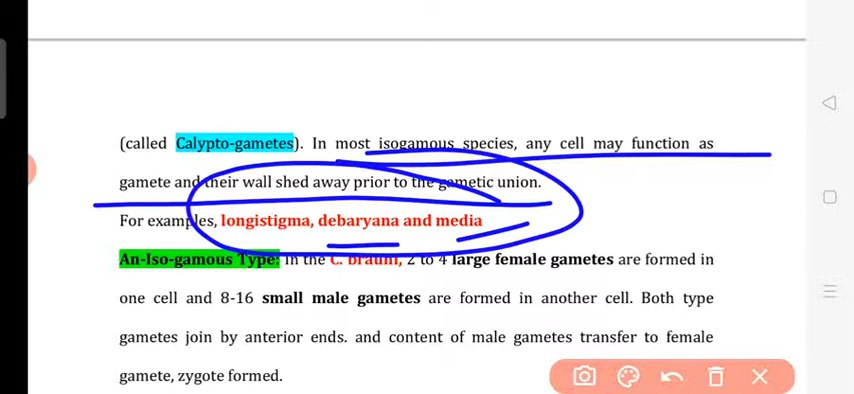 (called Calypto-gametes). In most isogamous species, any cell may function as
gamete and their wall shed away prior to the gametic union.
For examples, longistigma, debaryana and media
An-Iso-gamous Type: In the C. brauni, 2 to 4 large female gametes are formed in
one cell and 8-16 small male gametes are formed in another cell. Both type
gametes join by anterior ends. and content of male gametes transfer to female
gamete, zygote formed.